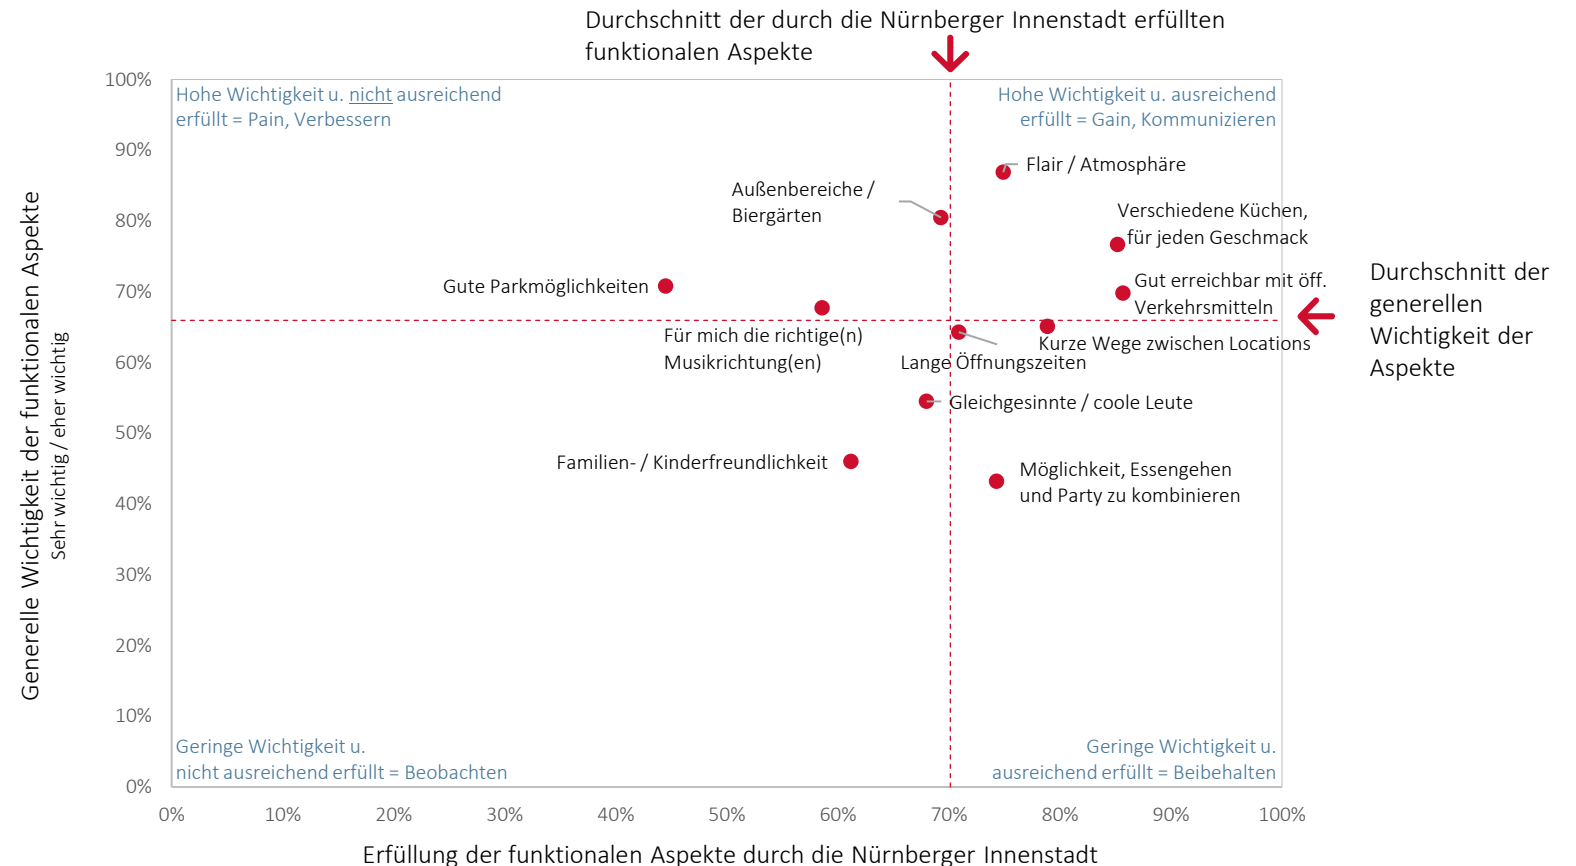 Durchschnitt der durch die Nürnberger Innenstadt erfüllten
funktionalen Aspekte
100%
90%
80%
70%
60%
50%
40%
30%
20%
10%
0%
Generelle Wichtigkeit der funktionalen Aspekte
Sehr wichtig / eher wichtig
Hohe Wichtigkeit u. nicht ausreichend
erfüllt = Pain, Verbessern
Hohe Wichtigkeit u. ausreichend
erfüllt = Gain, Kommunizieren
Flair / Atmosphäre
Außenbereiche /
Biergärten
Verschiedene Küchen,
für jeden Geschmack
Gute Parkmöglichkeiten
Gut erreichbar mit öff.
Verkehrsmitteln
Für mich die richtige(n)
Musikrichtung(en)
Kurze Wege zwischen Locations
Lange Öffnungszeiten
Gleichgesinnte / coole Leute
Familien- / Kinderfreundlichkeit
Möglichkeit, Essengehen
und Party zu kombinieren
Durchschnitt der
generellen
Wichtigkeit der
Aspekte
Geringe Wichtigkeit u.
nicht ausreichend erfüllt = Beobachten
Geringe Wichtigkeit u.
ausreichend erfüllt = Beibehalten
0%
10%
20%
30%
40%
50%
60%
70%
80%
90%
100%
Erfüllung der funktionalen Aspekte durch die Nürnberger Innenstadt